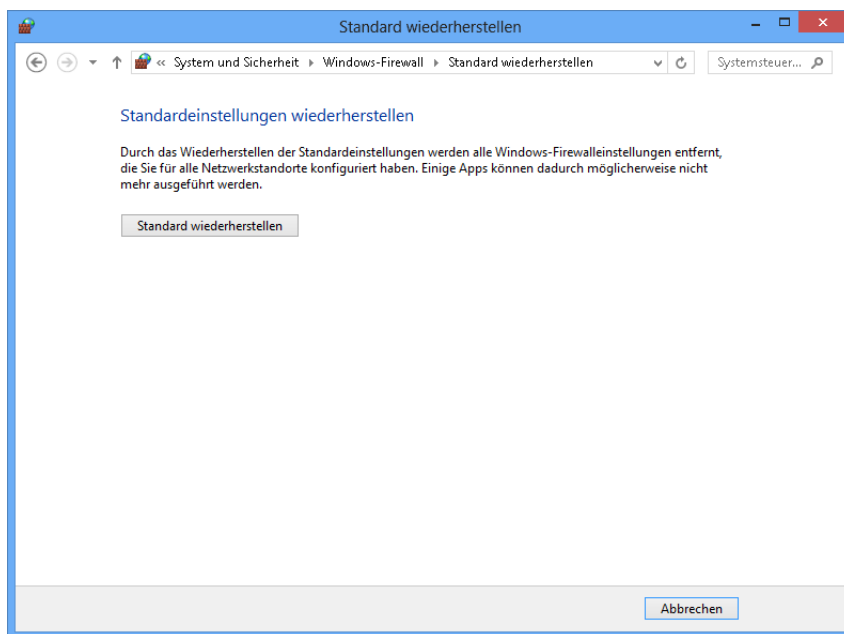 Standard wiederherstellen
« System und Sicherheit Windows-Firewall Standard wiederherstellen Systemsteuer...
Standardeinstellungen wiederherstellen
Durch das Wiederherstellen der Standardeinstellungen werden alle Windows-Firewalleinstellungen entfernt,
die Sie für alle Netzwerkstandorte konfiguriert haben. Einige Apps können dadurch möglicherweise nicht
mehr ausgeführt werden.
Standard wiederherstellen
Abbrechen